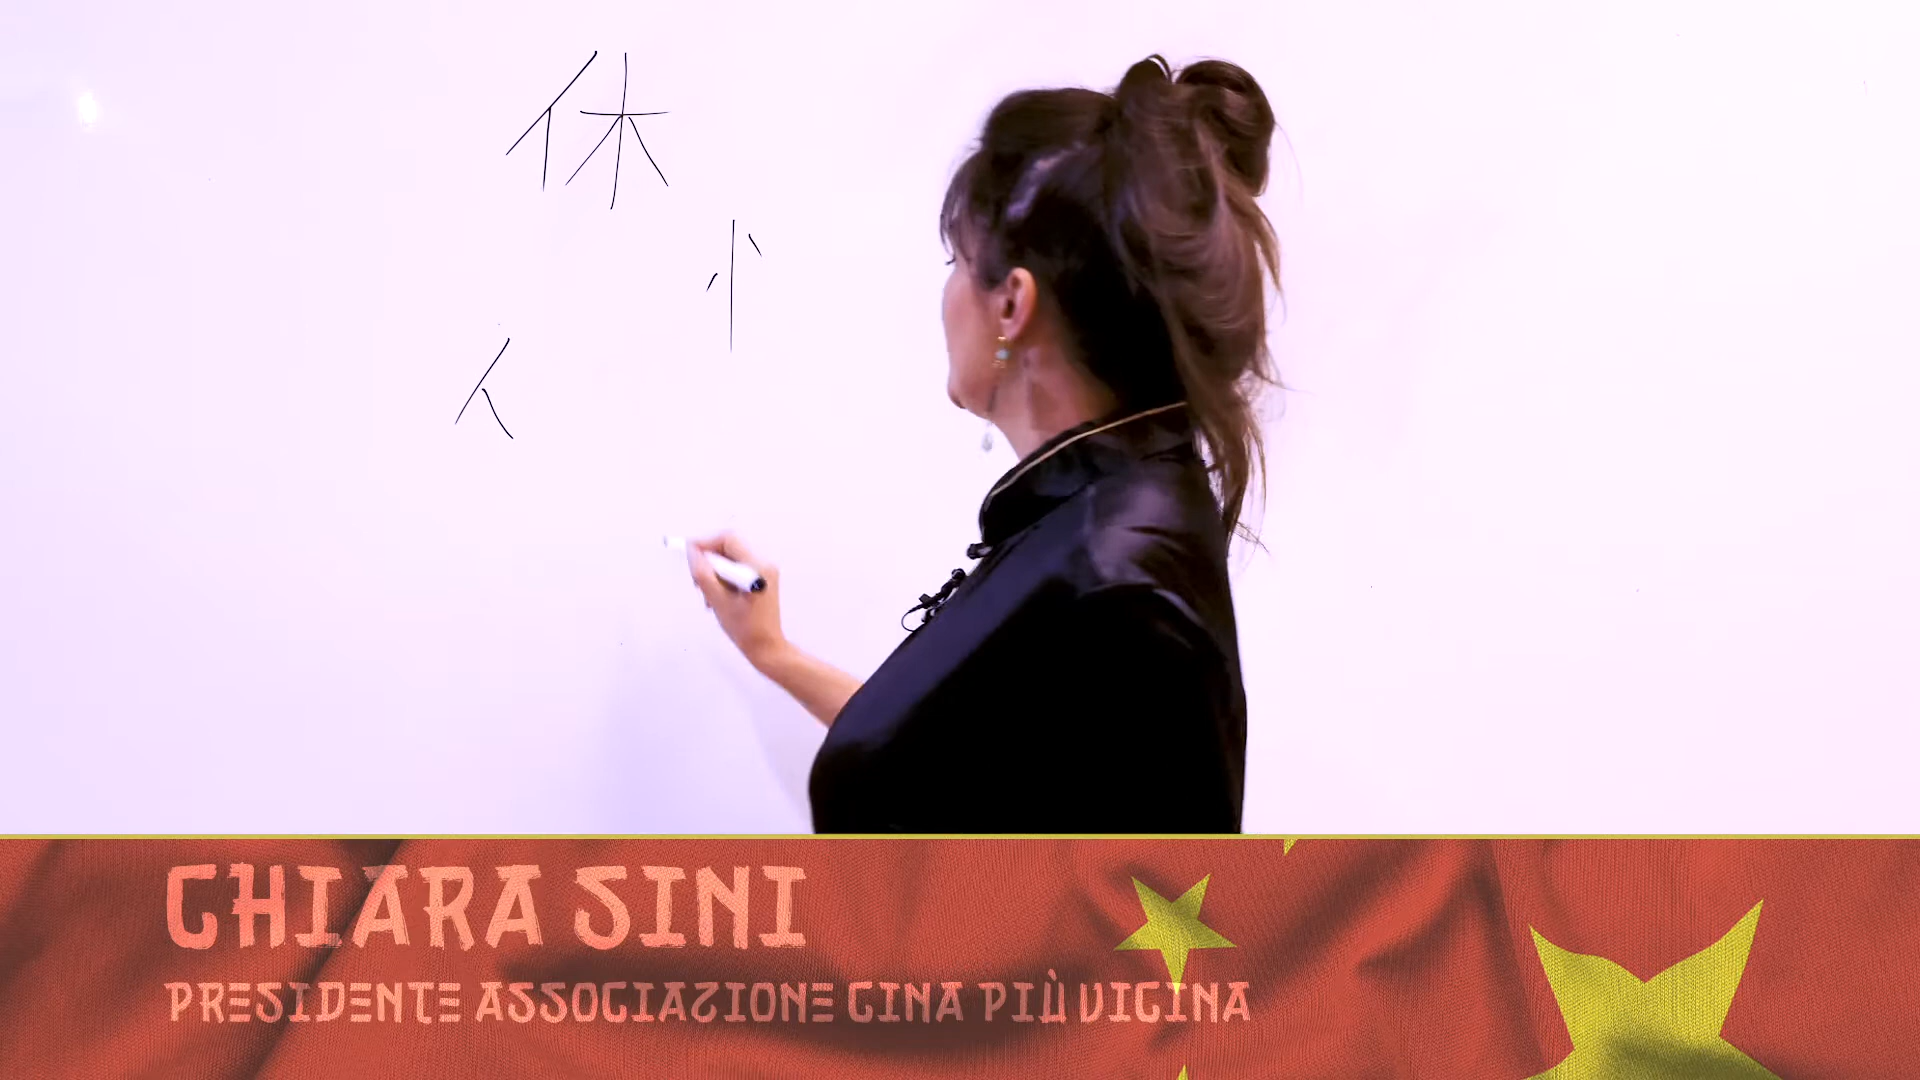 休
忄
人
CHIARA SINI
PRESIDENTE ASSOCIAZIONE CINA PIÙ VICINA